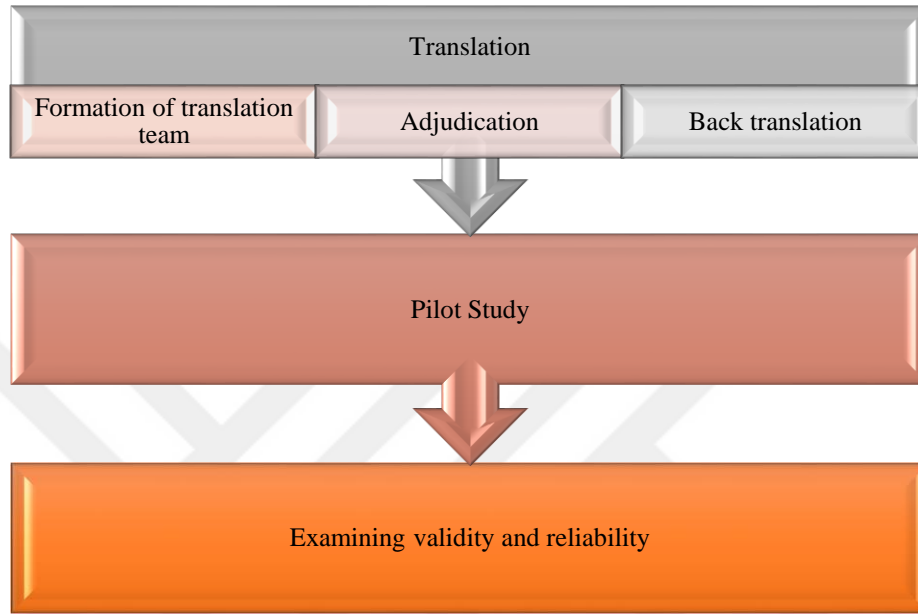 Translation
Formation of translation
team
Adjudication
Back translation
Pilot Study
Examining validity and reliability